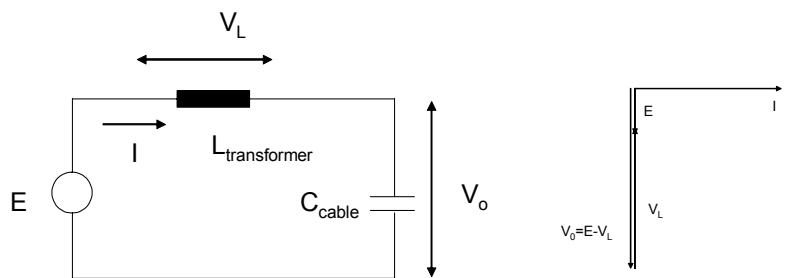 V_L
I
L_transformer
E
C_cable
V_o
E
I
V_L
V_0=E-V_L